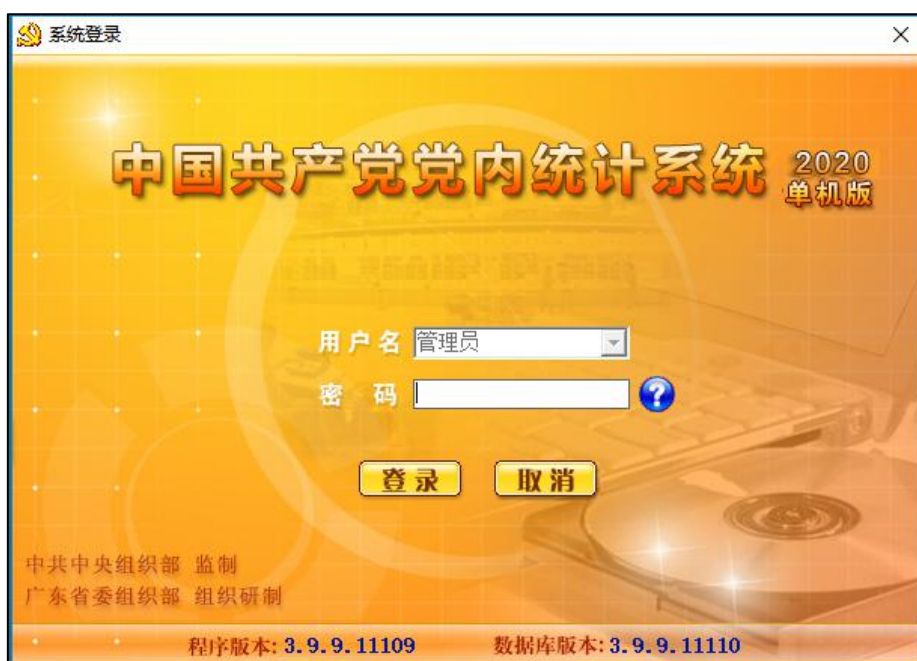 系统登录
中国共产党党内统计系统 2020
单机版
用户名 管理员
密 码
?
登录 取消
中共中央组织部 监制
广东省委组织部 组织研制
程序版本: 3.9.9.11109 数据库版本: 3.9.9.11110